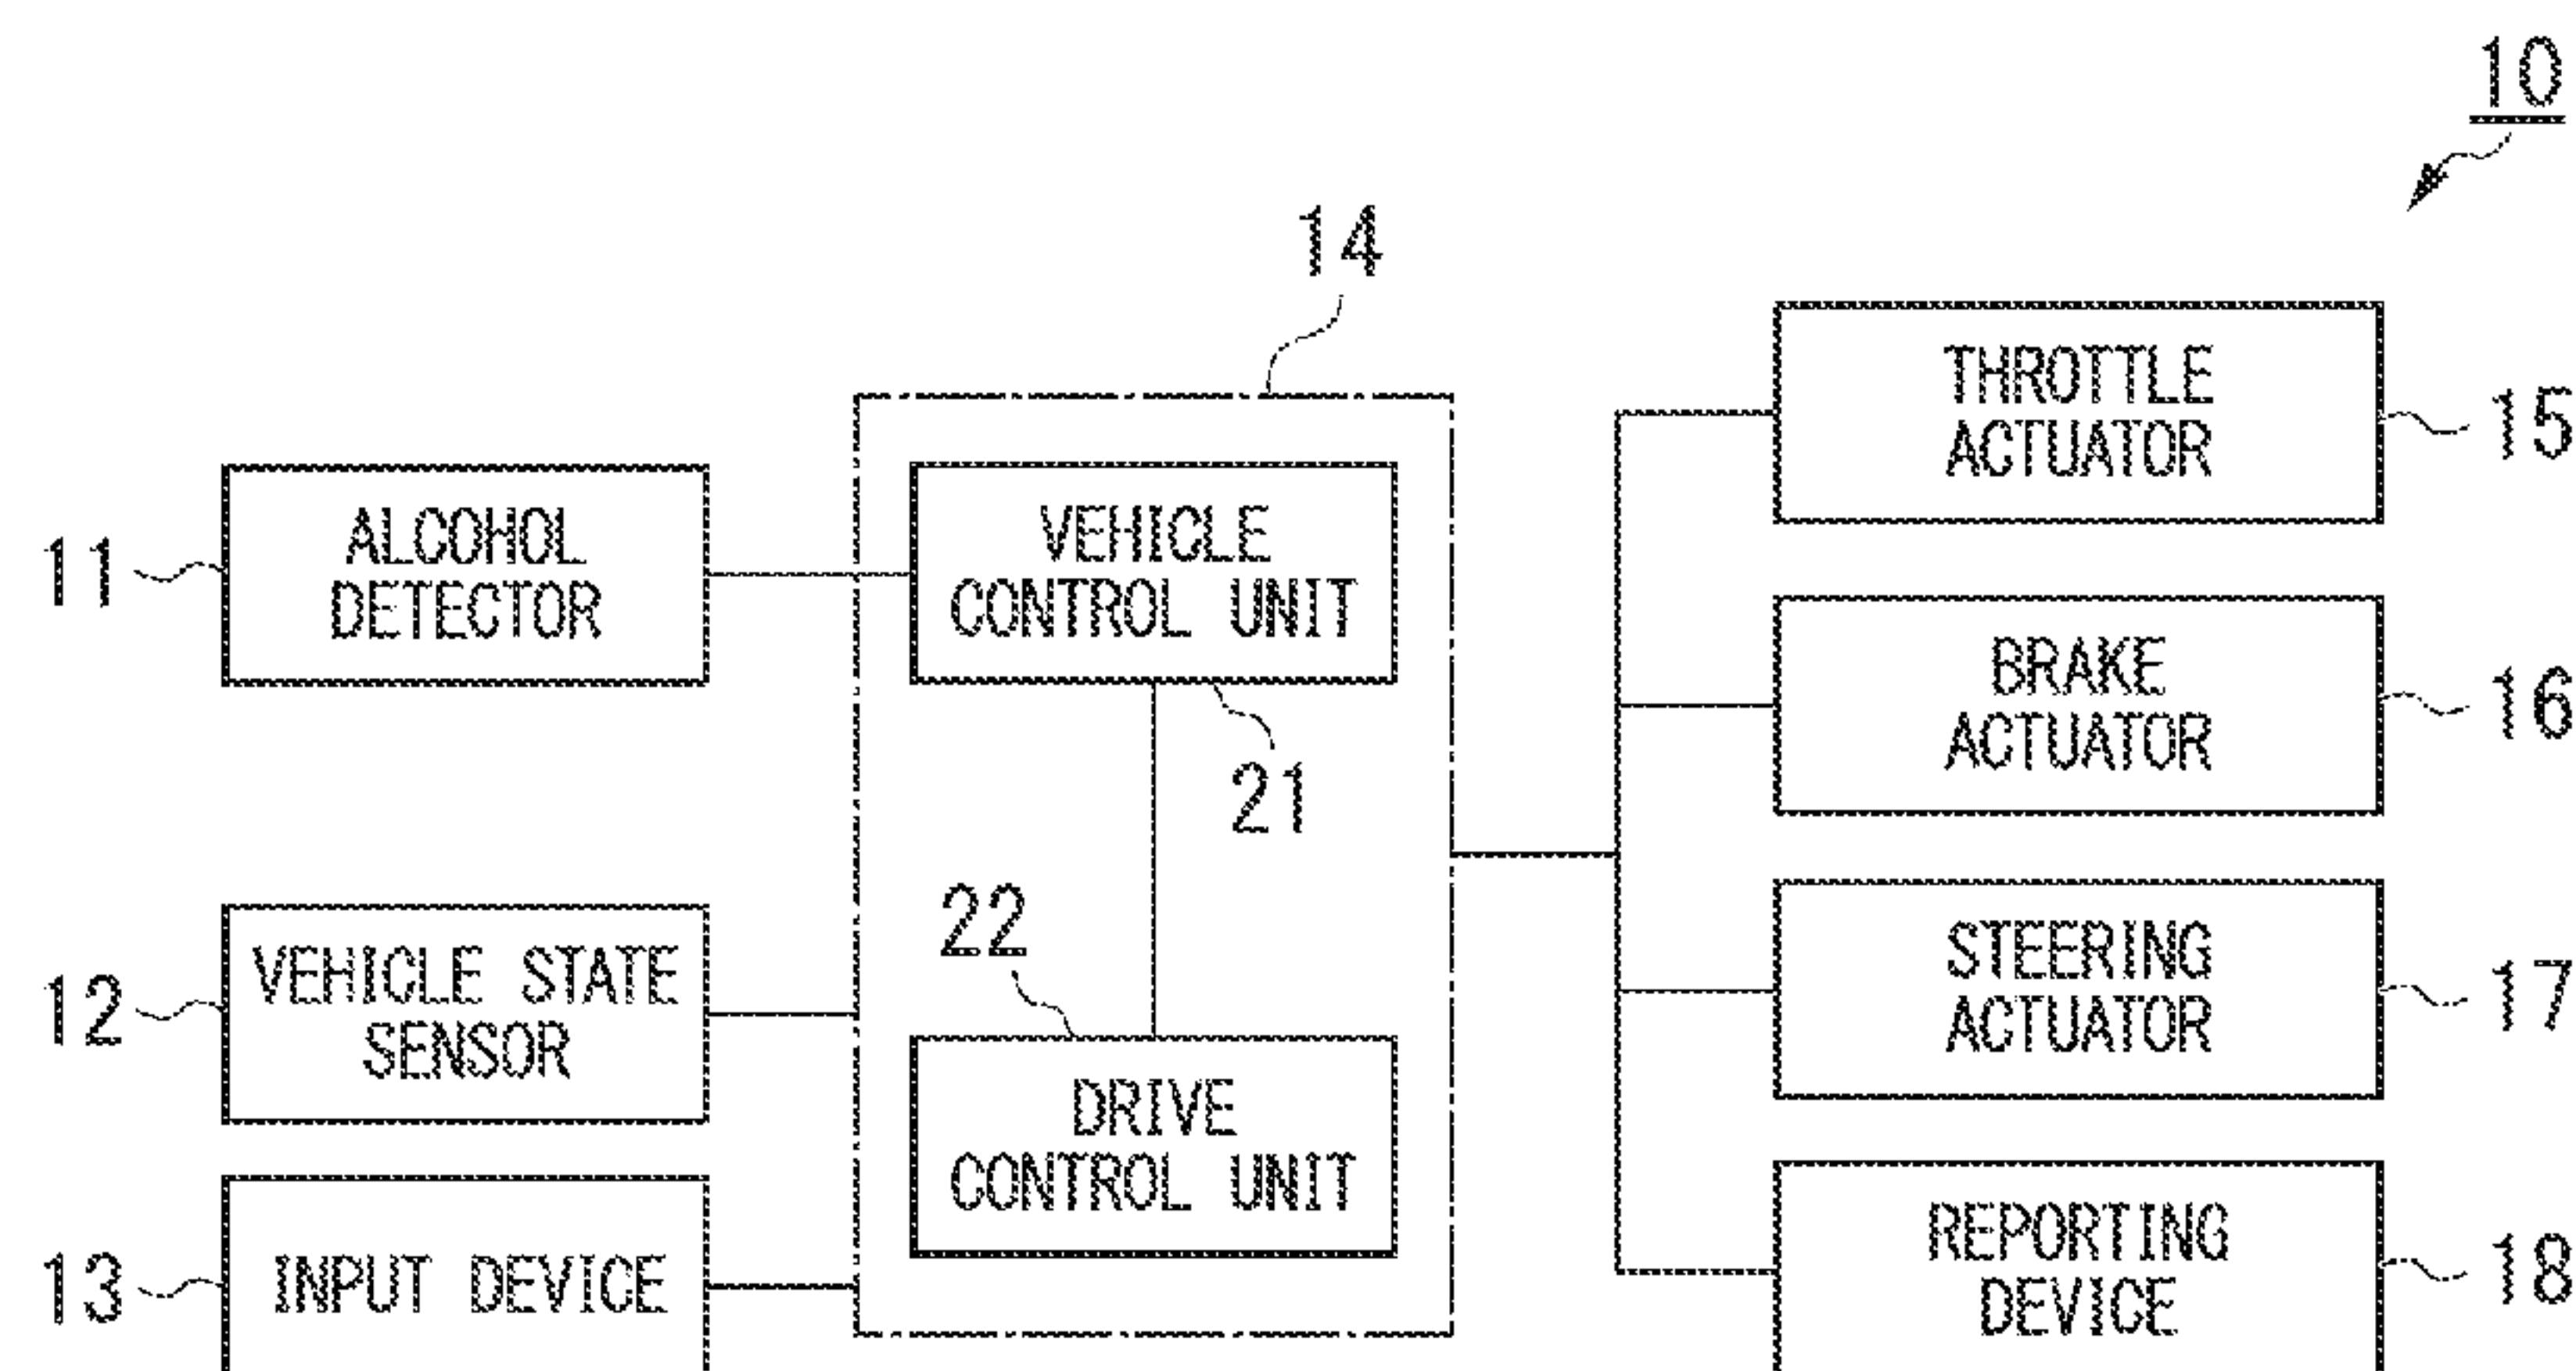 10
14
THROTTLE
ACTUATOR
15
11
ALCOHOL
DETECTOR
VEHICLE
CONTROL UNIT
21
BRAKE
ACTUATOR
16
12
VEHICLE STATE
SENSOR
22
DRIVE
CONTROL UNIT
STEERING
ACTUATOR
17
13
INPUT DEVICE
REPORTING
DEVICE
18